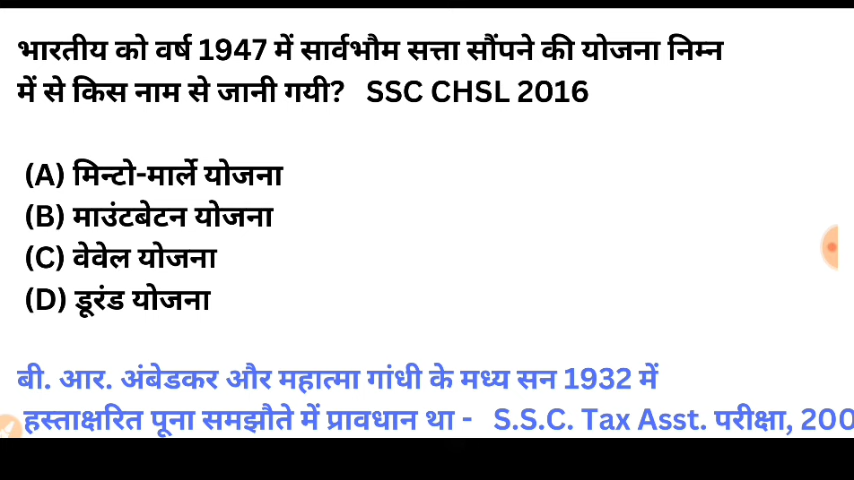 भारतीय को वर्ष 1947 में सार्वभौम सत्ता सौंपने की योजना निम्न
में से किस नाम से जानी गयी? SSC CHSL 2016
(A) मिन्टो-मार्ले योजना
(B) माउंटबेटन योजना
(C) वेवेल योजना
(D) डूरंड योजना
बी. आर. अंबेडकर और महात्मा गांधी के मध्य सन 1932 में
हस्ताक्षरित पूना समझौते में प्रावधान था - S.S.C. Tax Asst. परीक्षा, 200